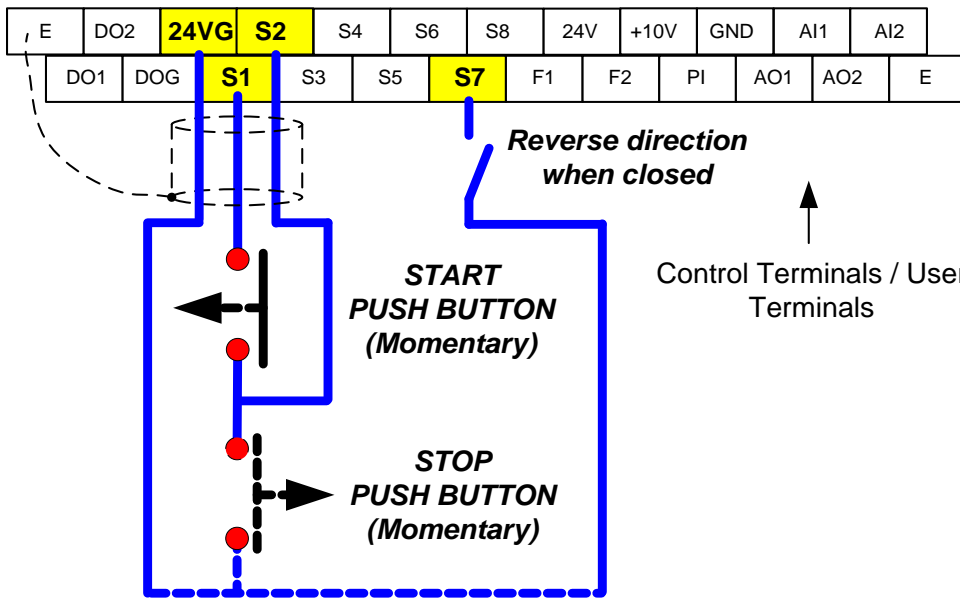 E DO2 24VG S2 S4 S6 S8 24V +10V GND AI1 AI2
DO1 DOG S1 S3 S5 S7 F1 F2 PI AO1 AO2 E
Reverse direction
when closed
START
PUSH BUTTON
(Momentary)
Control Terminals / User
Terminals
STOP
PUSH BUTTON
(Momentary)